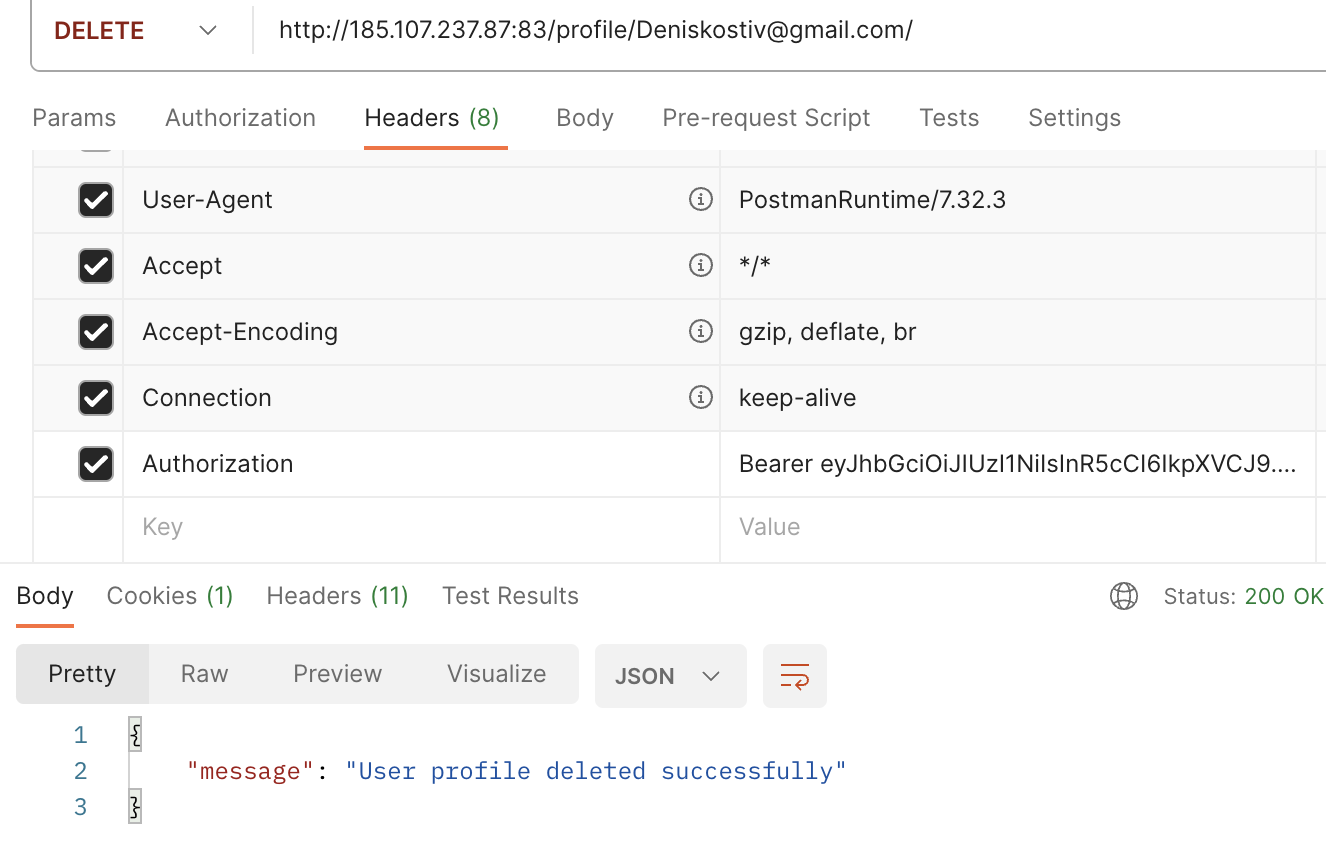 DELETE http://185.107.237.87:83/profile/Deniskostiv@gmail.com/
Params Authorization Headers (8) Body Pre-request Script Tests Settings
User-Agent PostmanRuntime/7.32.3
Accept */*
Accept-Encoding gzip, deflate, br
Connection keep-alive
Authorization Bearer eyJhbGciOiJIUzI1NiIsInR5cCI6IkpXVCJ9....
Key Value
Body Cookies (1) Headers (11) Test Results Status: 200 OK
Pretty Raw Preview Visualize JSON
1 {
2 "message": "User profile deleted successfully"
3 }